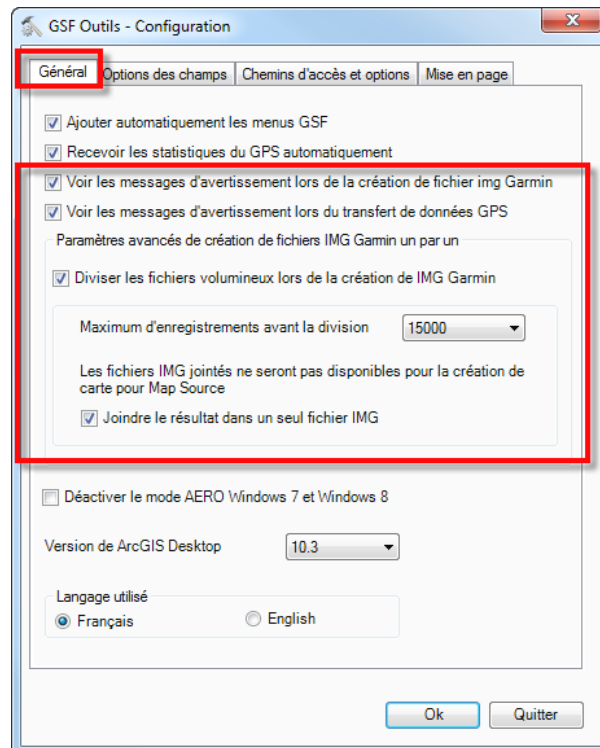 GSF Outils - Configuration
Général
Options des champs
Chemins d'accès et options
Mise en page
Ajouter automatiquement les menus GSF
Recevoir les statistiques du GPS automatiquement
Voir les messages d'avertissement lors de la création de fichier img Garmin
Voir les messages d'avertissement lors du transfert de données GPS
Paramètres avancés de création de fichiers IMG Garmin un par un
Diviser les fichiers volumineux lors de la création de IMG Garmin
Maximum d'enregistrements avant la division 15000
Les fichiers IMG jointés ne seront pas disponibles pour la création de
carte pour Map Source
Joindre le résultat dans un seul fichier IMG
Déactiver le mode AERO Windows 7 et Windows 8
Version de ArcGIS Desktop 10.3
Langage utilisé
Français English
Ok Quitter